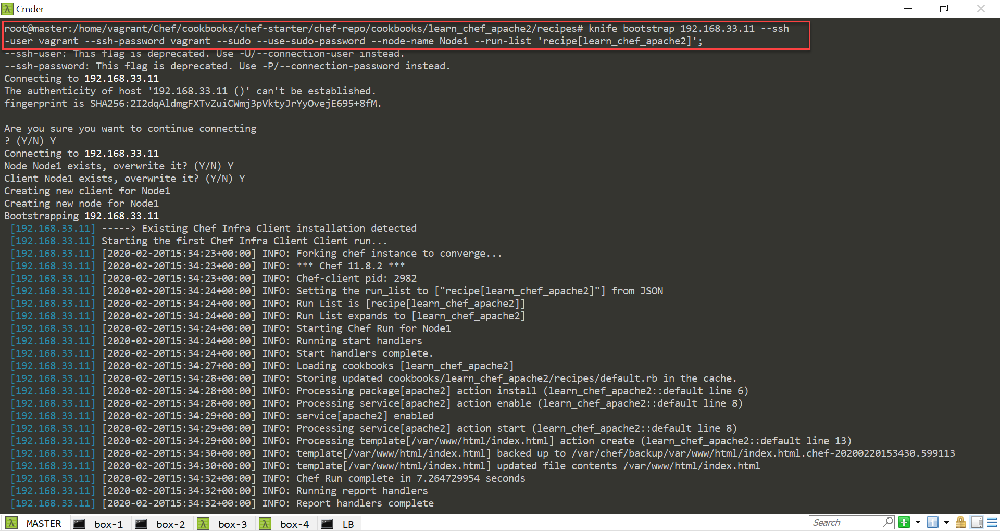 Cmder
root@master:/home/vagrant/Chef/cookbooks/chef-starter/chef-repo/cookbooks/learn_chef_apache2/recipes# knife bootstrap 192.168.33.11 --ssh
-user vagrant --ssh-password vagrant --sudo --use-sudo-password --node-name Node1 --run-list 'recipe[learn_chef_apache2]';
--ssh-user: This flag is deprecated. Use -U/--connection-user instead.
--ssh-password: This flag is deprecated. Use -P/--connection-password instead.
Connecting to 192.168.33.11
The authenticity of host '192.168.33.11 ()' can't be established.
fingerprint is SHA256:2I2dqAldmgFXTvZuiCWmj3pVktyJrYyOvejE695+8fM.
Are you sure you want to continue connecting
? (Y/N) Y
Connecting to 192.168.33.11
Node Node1 exists, overwrite it? (Y/N) Y
Client Node1 exists, overwrite it? (Y/N) Y
Creating new client for Node1
Creating new node for Node1
Bootstrapping 192.168.33.11
[192.168.33.11] -----> Existing Chef Infra Client installation detected
[192.168.33.11] Starting the first Chef Infra Client Client run...
[192.168.33.11] [2020-02-20T15:34:23+00:00] INFO: Forking chef instance to converge...
[192.168.33.11] [2020-02-20T15:34:23+00:00] INFO: *** Chef 11.8.2 ***
[192.168.33.11] [2020-02-20T15:34:23+00:00] INFO: Chef-client pid: 2982
[192.168.33.11] [2020-02-20T15:34:24+00:00] INFO: Setting the run_list to ["recipe[learn_chef_apache2]"] from JSON
[192.168.33.11] [2020-02-20T15:34:24+00:00] INFO: Run List is [recipe[learn_chef_apache2]]
[192.168.33.11] [2020-02-20T15:34:24+00:00] INFO: Run List expands to [learn_chef_apache2]
[192.168.33.11] [2020-02-20T15:34:24+00:00] INFO: Starting Chef Run for Node1
[192.168.33.11] [2020-02-20T15:34:24+00:00] INFO: Running start handlers
[192.168.33.11] [2020-02-20T15:34:24+00:00] INFO: Start handlers complete.
[192.168.33.11] [2020-02-20T15:34:27+00:00] INFO: Loading cookbooks [learn_chef_apache2]
[192.168.33.11] [2020-02-20T15:34:28+00:00] INFO: Storing updated cookbooks/learn_chef_apache2/recipes/default.rb in the cache.
[192.168.33.11] [2020-02-20T15:34:28+00:00] INFO: Processing package[apache2] action install (learn_chef_apache2::default line 6)
[192.168.33.11] [2020-02-20T15:34:28+00:00] INFO: Processing service[apache2] action enable (learn_chef_apache2::default line 8)
[192.168.33.11] [2020-02-20T15:34:29+00:00] INFO: service[apache2] enabled
[192.168.33.11] [2020-02-20T15:34:29+00:00] INFO: Processing service[apache2] action start (learn_chef_apache2::default line 8)
[192.168.33.11] [2020-02-20T15:34:29+00:00] INFO: Processing template[/var/www/html/index.html] action create (learn_chef_apache2::default line 13)
[192.168.33.11] [2020-02-20T15:34:30+00:00] INFO: template[/var/www/html/index.html] backed up to /var/chef/backup/var/www/html/index.html.chef-20200220153430.599113
[192.168.33.11] [2020-02-20T15:34:30+00:00] INFO: template[/var/www/html/index.html] updated file contents /var/www/html/index.html
[192.168.33.11] [2020-02-20T15:34:32+00:00] INFO: Chef Run complete in 7.264729954 seconds
[192.168.33.11] [2020-02-20T15:34:32+00:00] INFO: Running report handlers
[192.168.33.11] [2020-02-20T15:34:32+00:00] INFO: Report handlers complete
MASTER box-1 box-2 box-3 box-4 LB Search